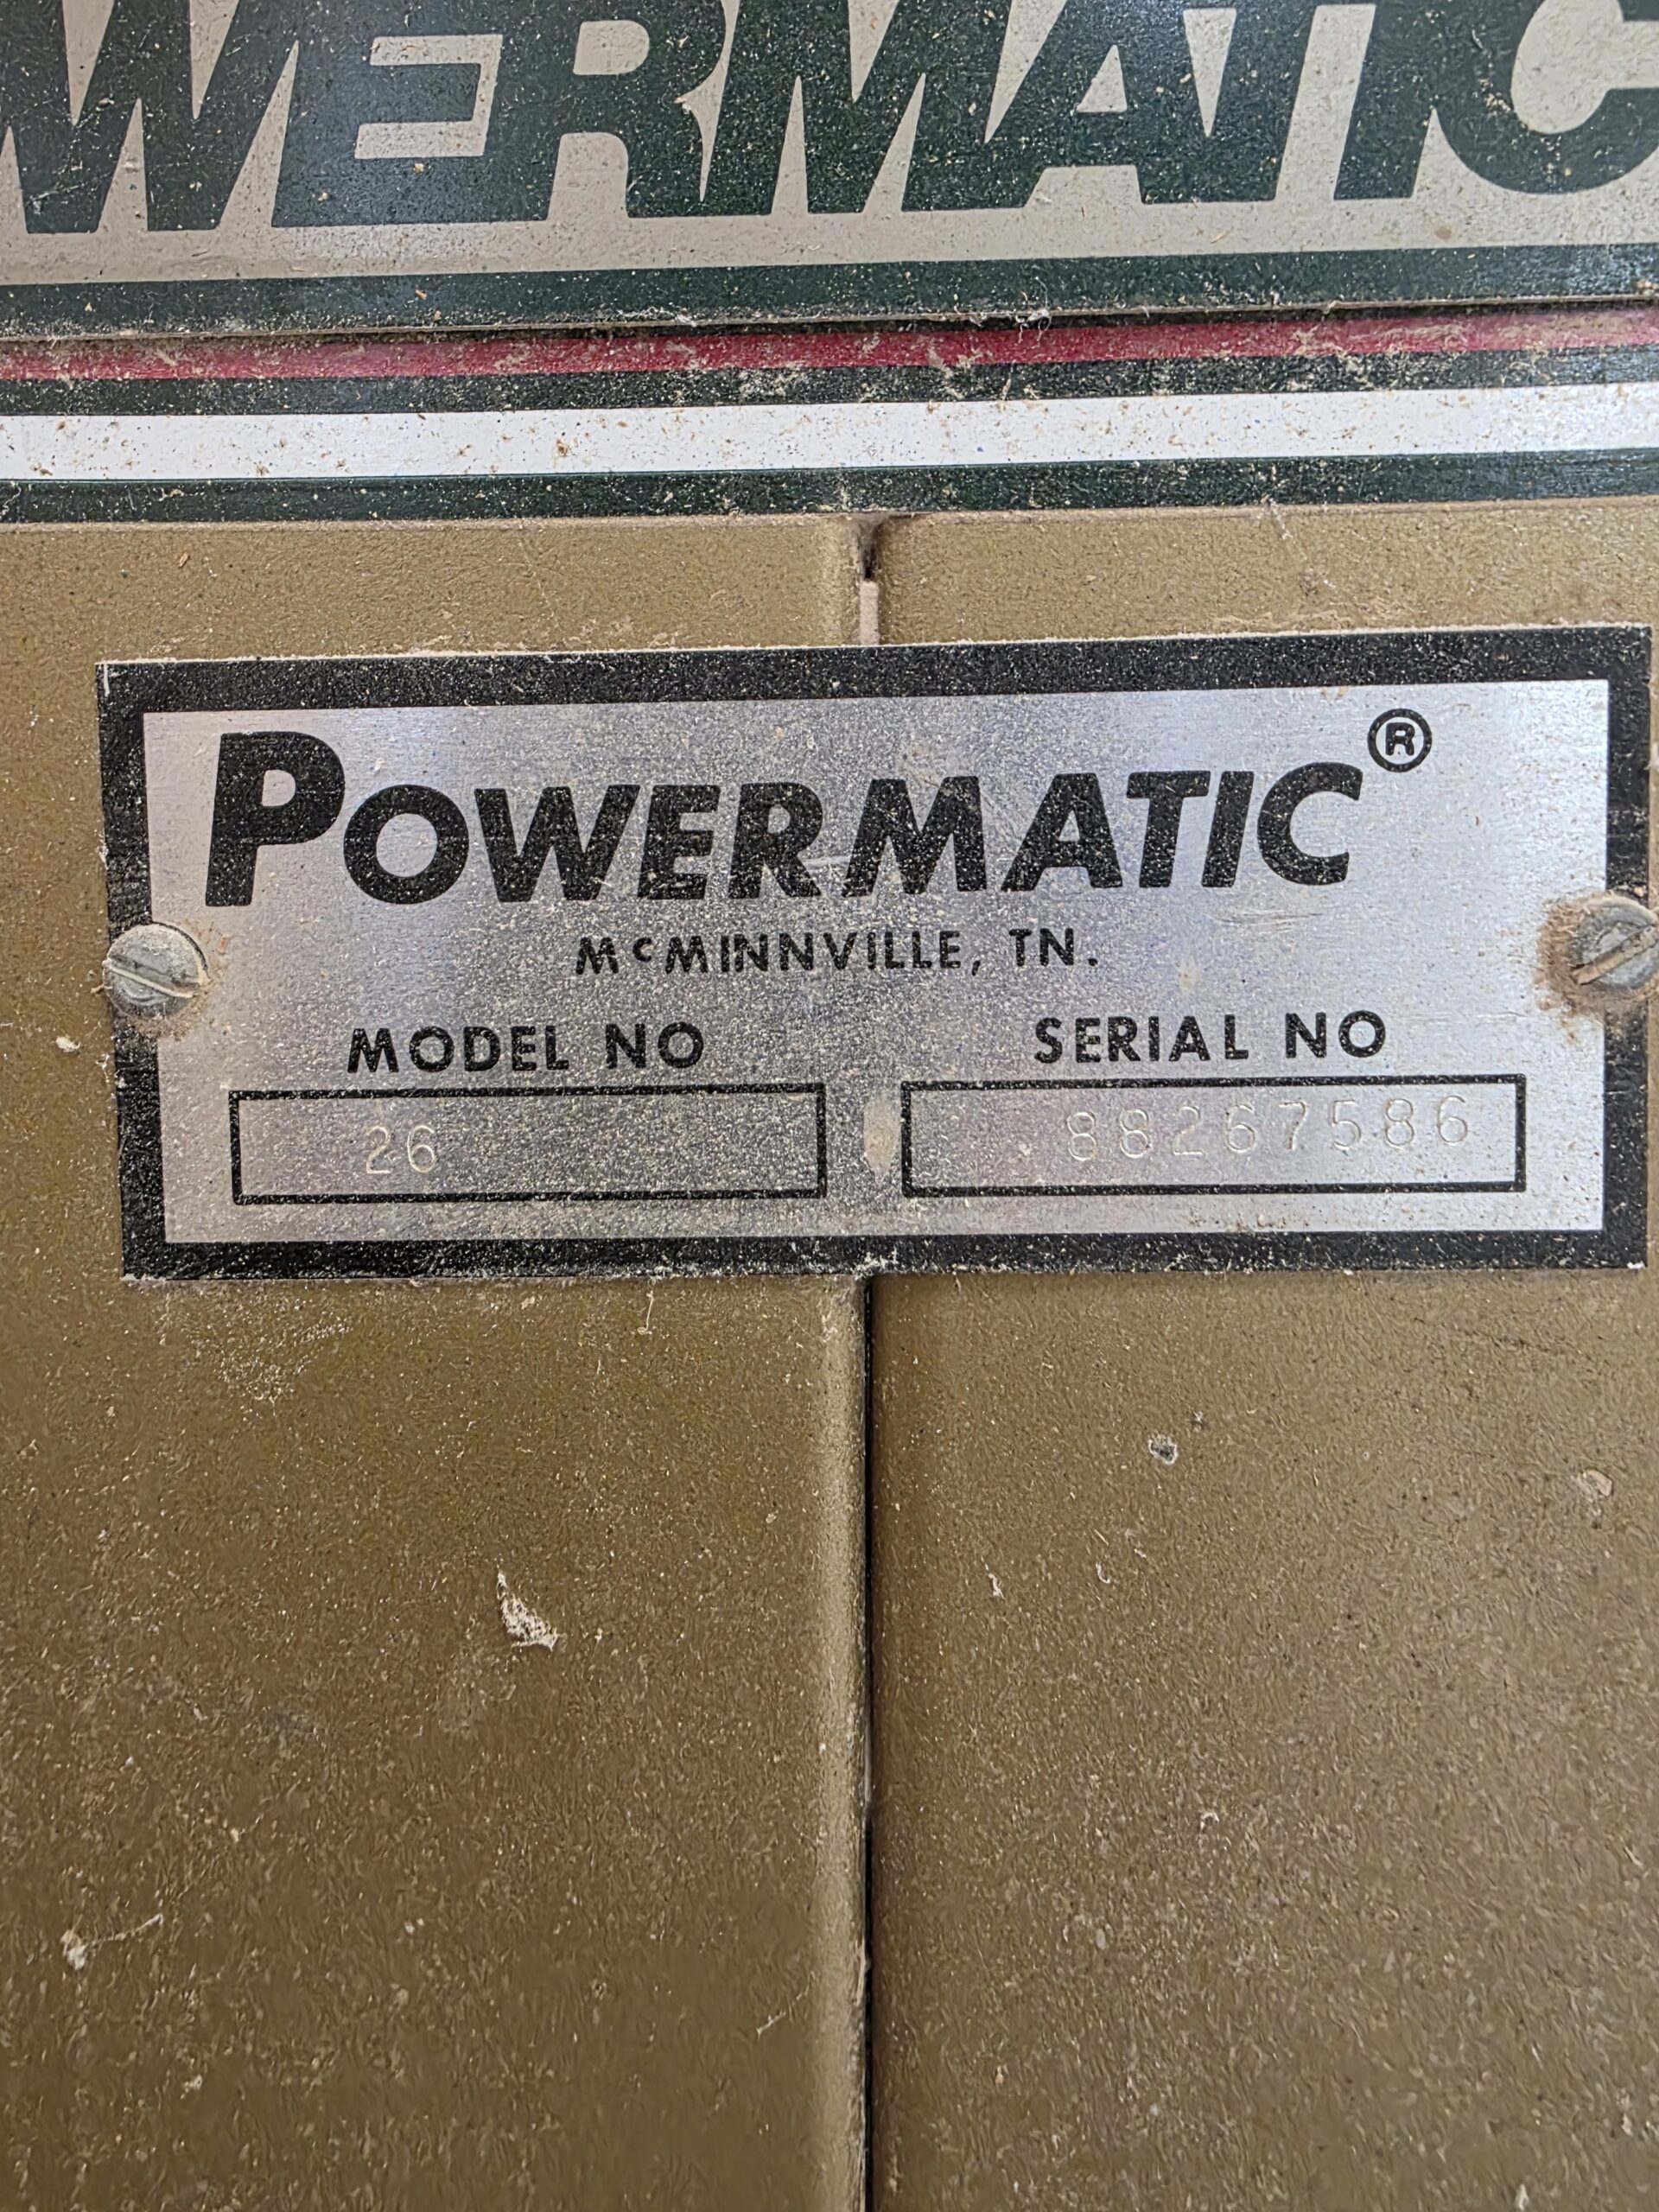 WERMATIC
POWERMATIC®
McMINNVILLE, TN.
MODEL NO SERIAL NO
26 88267586